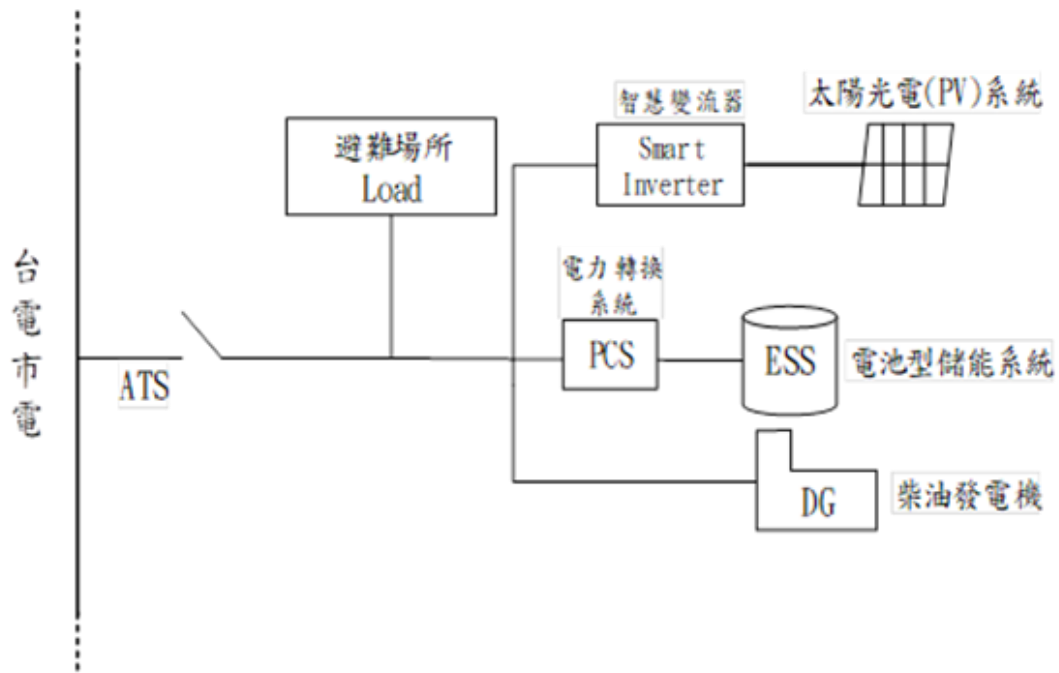 台電市電
ATS
避難場所
Load
智慧變流器
Smart
Inverter
太陽光電(PV)系統
電力轉換
系統
PCS
ESS
電池型儲能系統
DG
柴油發電機